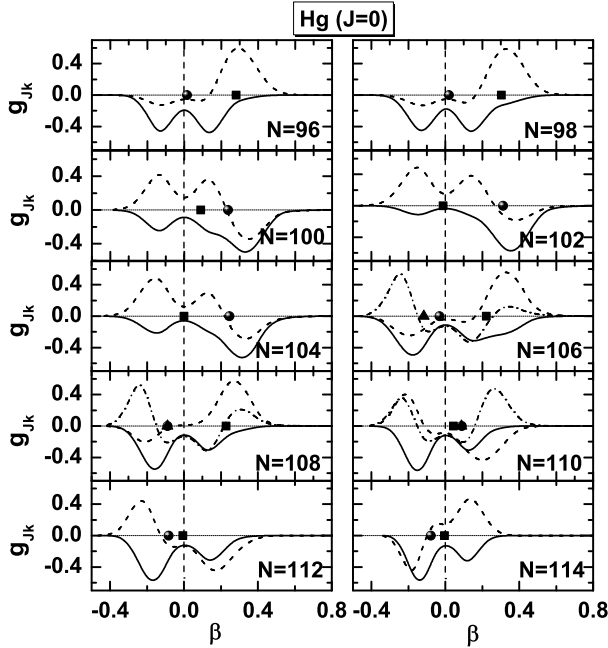 Hg (J=0)
g_Jk 0.4 0.0 -0.4 N=96 N=98
g_Jk 0.4 0.0 -0.4 N=100 N=102
g_Jk 0.4 0.0 -0.4 N=104 N=106
g_Jk 0.4 0.0 -0.4 N=108 N=110
g_Jk 0.4 0.0 -0.4 N=112 N=114
-0.4 0.0 0.4 0.8 -0.4 0.0 0.4 0.8
β β